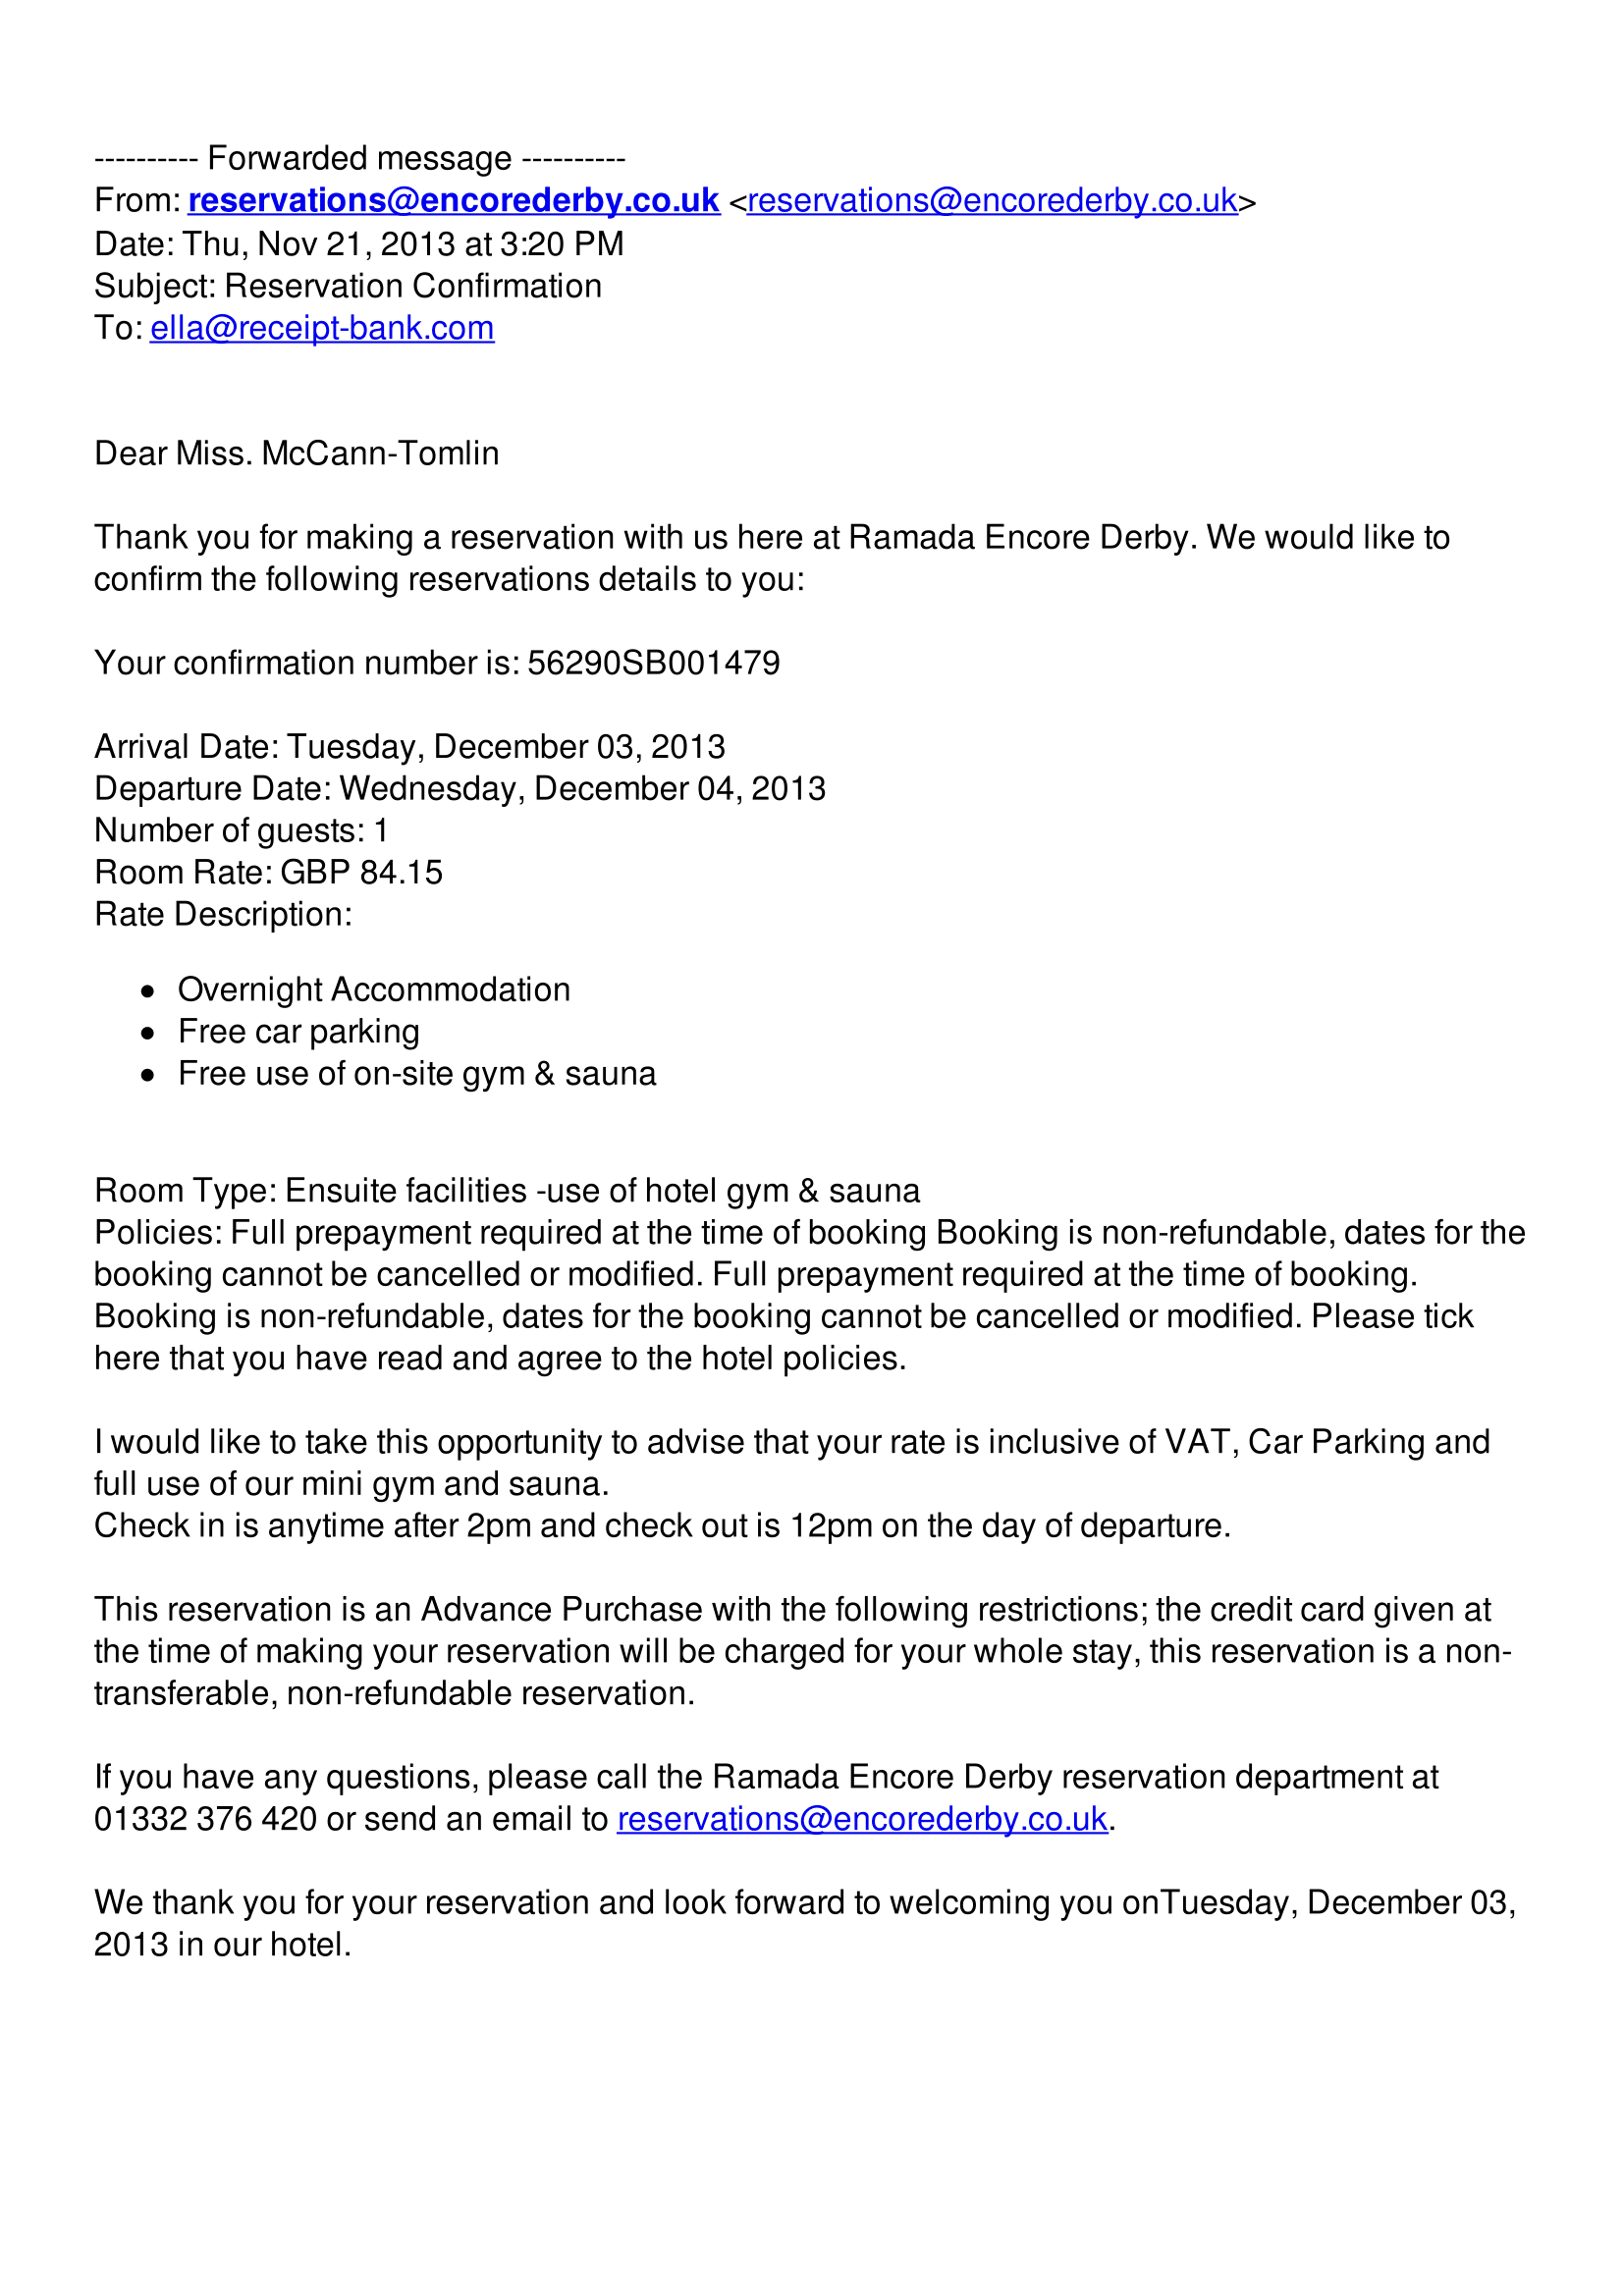 ---------- Forwarded message ----------
From: reservations@encorederby.co.uk <reservations@encorederby.co.uk>
Date: Thu, Nov 21, 2013 at 3:20 PM
Subject: Reservation Confirmation
To: ella@receipt-bank.com
Dear Miss. McCann-Tomlin
Thank you for making a reservation with us here at Ramada Encore Derby. We would like to
confirm the following reservations details to you:
Your confirmation number is: 56290SB001479
Arrival Date: Tuesday, December 03, 2013
Departure Date: Wednesday, December 04, 2013
Number of guests: 1
Room Rate: GBP 84.15
Rate Description:
• Overnight Accommodation
• Free car parking
• Free use of on-site gym & sauna
Room Type: Ensuite facilities -use of hotel gym & sauna
Policies: Full prepayment required at the time of booking Booking is non-refundable, dates for the
booking cannot be cancelled or modified. Full prepayment required at the time of booking.
Booking is non-refundable, dates for the booking cannot be cancelled or modified. Please tick
here that you have read and agree to the hotel policies.
I would like to take this opportunity to advise that your rate is inclusive of VAT, Car Parking and
full use of our mini gym and sauna.
Check in is anytime after 2pm and check out is 12pm on the day of departure.
This reservation is an Advance Purchase with the following restrictions; the credit card given at
the time of making your reservation will be charged for your whole stay, this reservation is a non-
transferable, non-refundable reservation.
If you have any questions, please call the Ramada Encore Derby reservation department at
01332 376 420 or send an email to reservations@encorederby.co.uk.
We thank you for your reservation and look forward to welcoming you onTuesday, December 03,
2013 in our hotel.